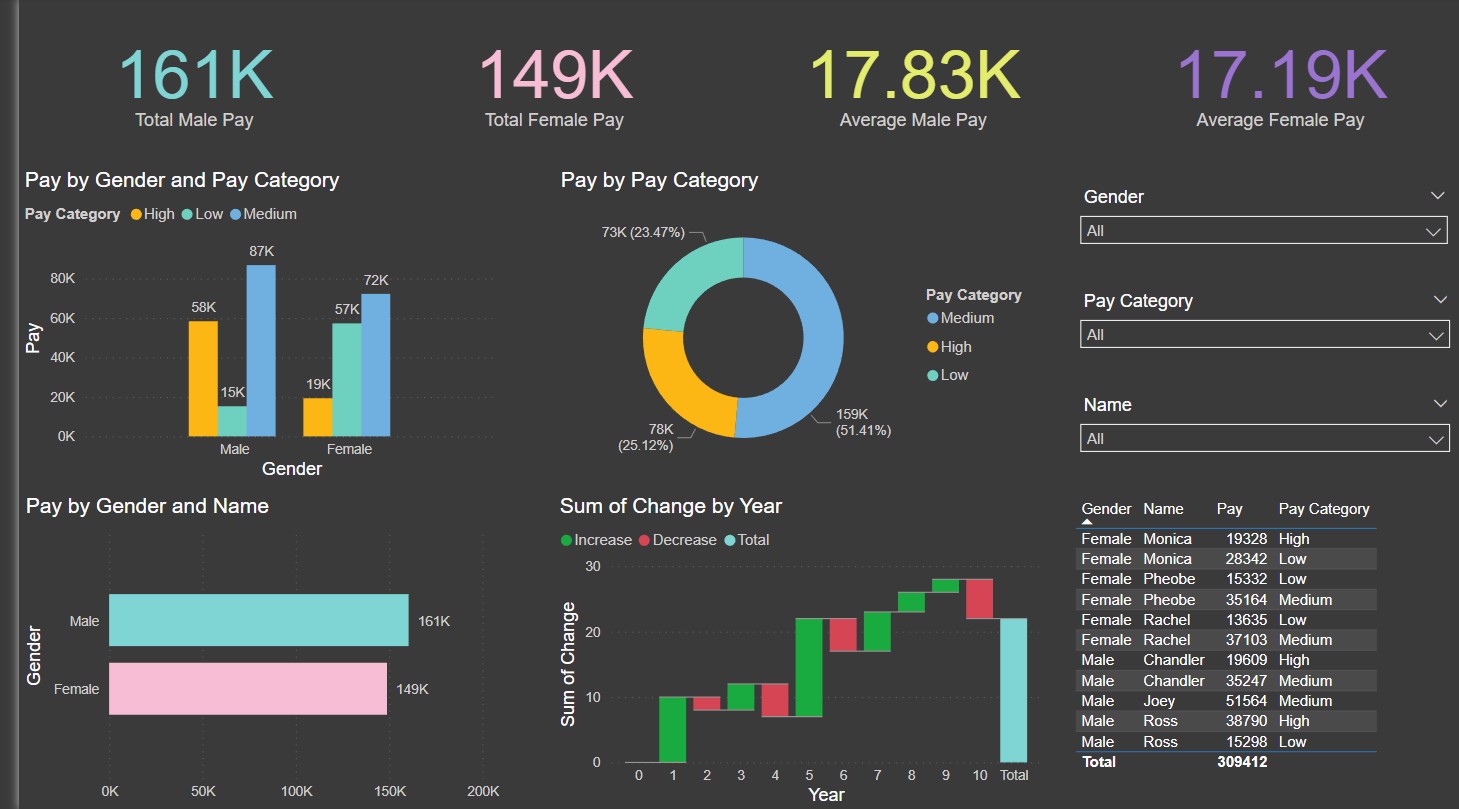 161K
Total Male Pay
149K
Total Female Pay
17.83K
Average Male Pay
17.19K
Average Female Pay
Pay by Gender and Pay Category
Pay Category High Low Medium
Pay
80K
60K
40K
20K
0K
58K
15K
87K
19K
57K
72K
Male
Female
Gender
Pay by Pay Category
73K (23.47%)
78K
(25.12%)
159K
(51.41%)
Pay Category
Medium
High
Low
Gender
All
Pay Category
All
Name
All
Pay by Gender and Name
Gender
Male
161K
Female
149K
0K 50K 100K 150K 200K
Sum of Change by Year
Increase Decrease Total
Sum of Change
30
20
10
0
0 1 2 3 4 5 6 7 8 9 10 Total
Year
Gender Name Pay Pay Category
Female Monica 19328 High
Female Monica 28342 Low
Female Pheobe 15332 Low
Female Pheobe 35164 Medium
Female Rachel 13635 Low
Female Rachel 37103 Medium
Male Chandler 19609 High
Male Chandler 35247 Medium
Male Joey 51564 Medium
Male Ross 38790 High
Male Ross 15298 Low
Total 309412